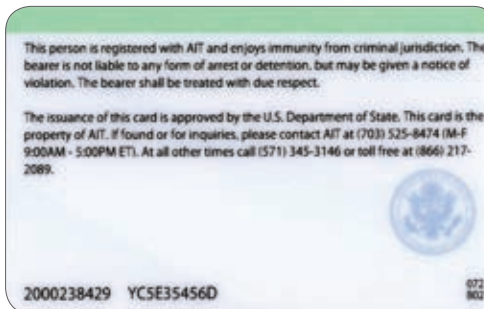 This person is registered with AIT and enjoys immunity from criminal jurisdiction. The
bearer is not liable to any form of arrest or detention, but may be given a notice of
violation. The bearer shall be treated with due respect.
The issuance of this card is approved by the U.S. Department of State. This card is the
property of AIT. If found or for inquiries, please contact AIT at (703) 525-8474 (M-F
9:00AM - 5:00PM ET). At all other times call (571) 345-3146 or toll free at (866) 217-
2089.
2000238429 YC5E35456D
072
802